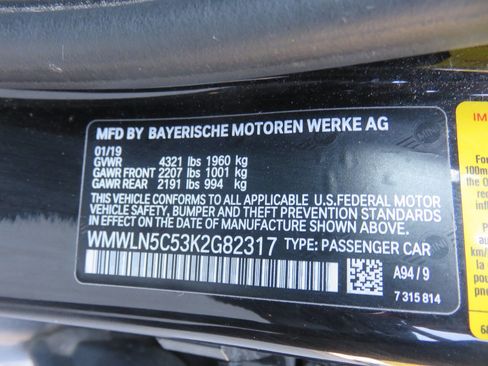 MFD BY BAYERISCHE MOTOREN WERKE AG
01/19
GVWR 4321 lbs 1960 kg
GAWR FRONT 2207 lbs 1001 kg
GAWR REAR 2191 lbs 994 kg
THIS VEHICLE CONFORMS TO ALL APPLICABLE U.S.FEDERAL MOTOR
VEHICLE SAFETY, BUMPER AND THEFT PREVENTION STANDARDS
IN EFFECT ON THE DATE OF MANUFACTURE SHOWN ABOVE.
WMWLN5C53K2G82317 TYPE: PASSENGER CAR
A94 / 9
7 315 814